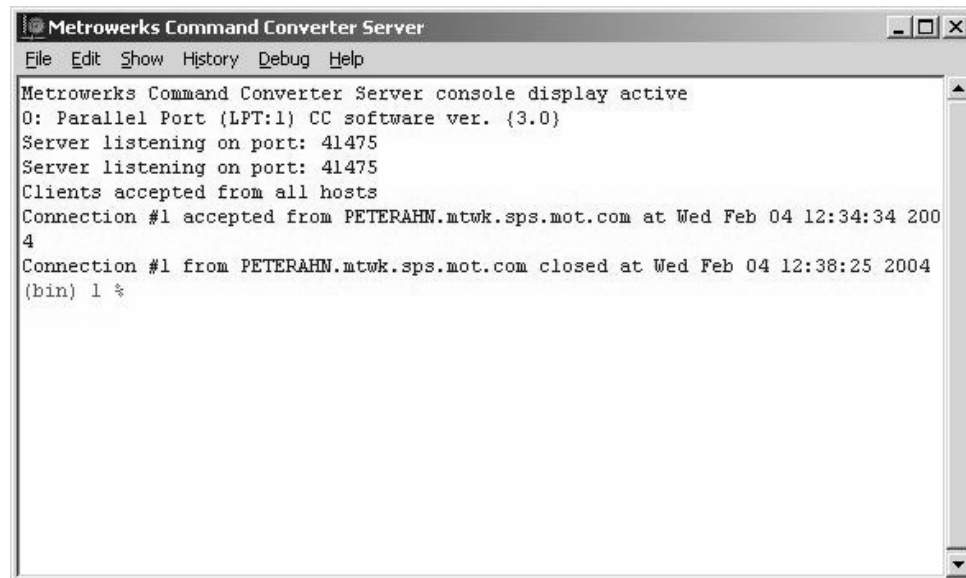 Metrowerks Command Converter Server
File Edit Show History Debug Help
Metrowerks Command Converter Server console display active
0: Parallel Port (LPT:1) CC software ver. {3.0}
Server listening on port: 41475
Server listening on port: 41475
Clients accepted from all hosts
Connection #1 accepted from PETERAHN.mtwk.sps.mot.com at Wed Feb 04 12:34:34 200
4
Connection #1 from PETERAHN.mtwk.sps.mot.com closed at Wed Feb 04 12:38:25 2004
(bin) 1 %